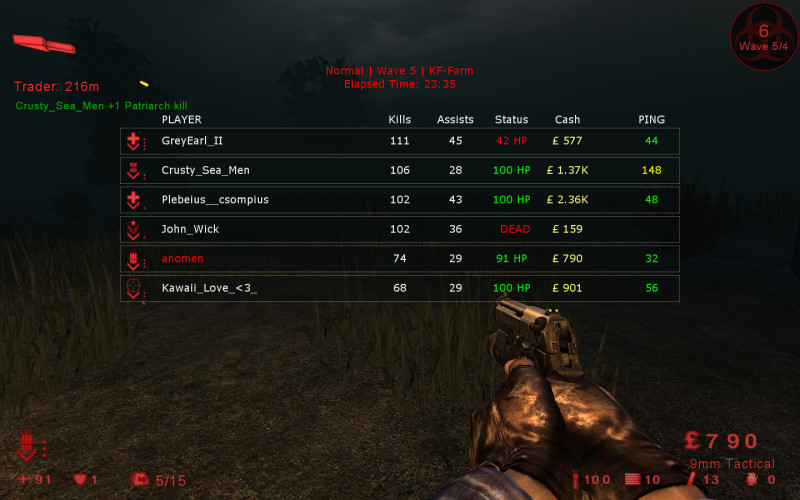 6
Wave 5/4
Trader: 216m
Crusty_Sea_Men +1 Patriarch kill
Normal | Wave 5 | KF-Farm
Elapsed Time: 23:35
PLAYER Kills Assists Status Cash PING
GreyEarl_II 111 45 42 HP £ 577 44
Crusty_Sea_Men 106 28 100 HP £ 1.37K 148
Plebeius__csompius 102 43 100 HP £ 2.36K 48
John_Wick 102 36 DEAD £ 159
anomen 74 29 91 HP £ 790 32
Kawaii_Love_<3_ 68 29 100 HP £ 901 56
£790
9mm Tactical
91 1 5/15 100 10 13 0